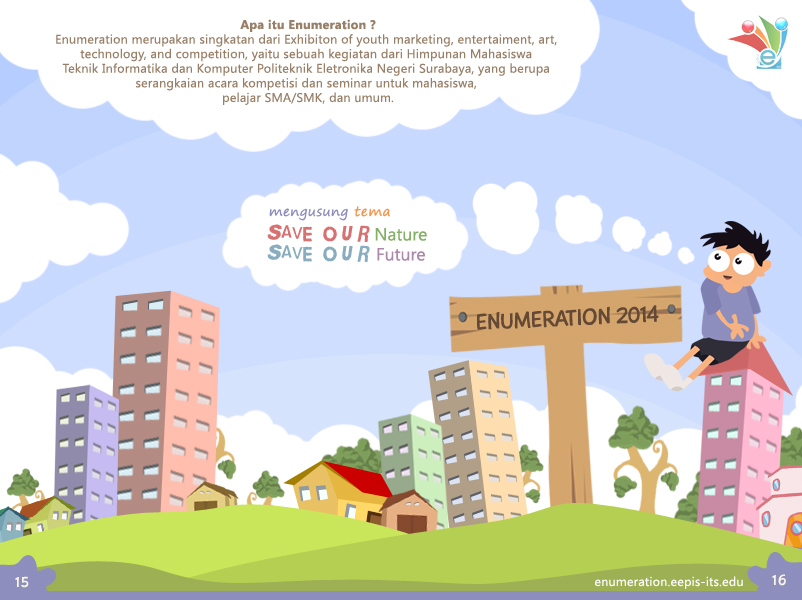 Apa itu Enumeration ?
Enumeration merupakan singkatan dari Exhibiton of youth marketing, entertaiment, art,
technology, and competition, yaitu sebuah kegiatan dari Himpunan Mahasiswa
Teknik Informatika dan Komputer Politeknik Eletronika Negeri Surabaya, yang berupa
serangkaian acara kompetisi dan seminar untuk mahasiswa,
pelajar SMA/SMK, dan umum.
mengusung tema
SAVE OUR Nature
SAVE OUR Future
ENUMERATION 2014
15
enumeration.eepis-its.edu
16